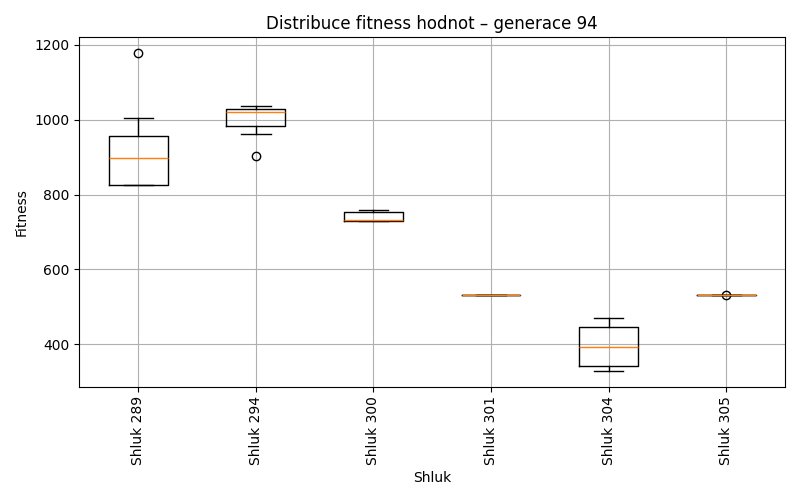 Distribuce fitness hodnot – generace 94
1200
1000
800
600
400
Fitness
Shluk 289
Shluk 294
Shluk 300
Shluk 301
Shluk 304
Shluk 305
Shluk